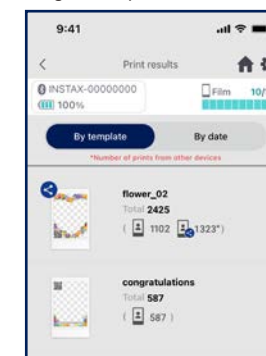 9:41
Print results
INSTAX-00000000
100%
Film 10/
By template
By date
*Number of prints from other devices
flower_02
Total 2425
( 1102 1323*)
congratulations
Total 587
( 587 )